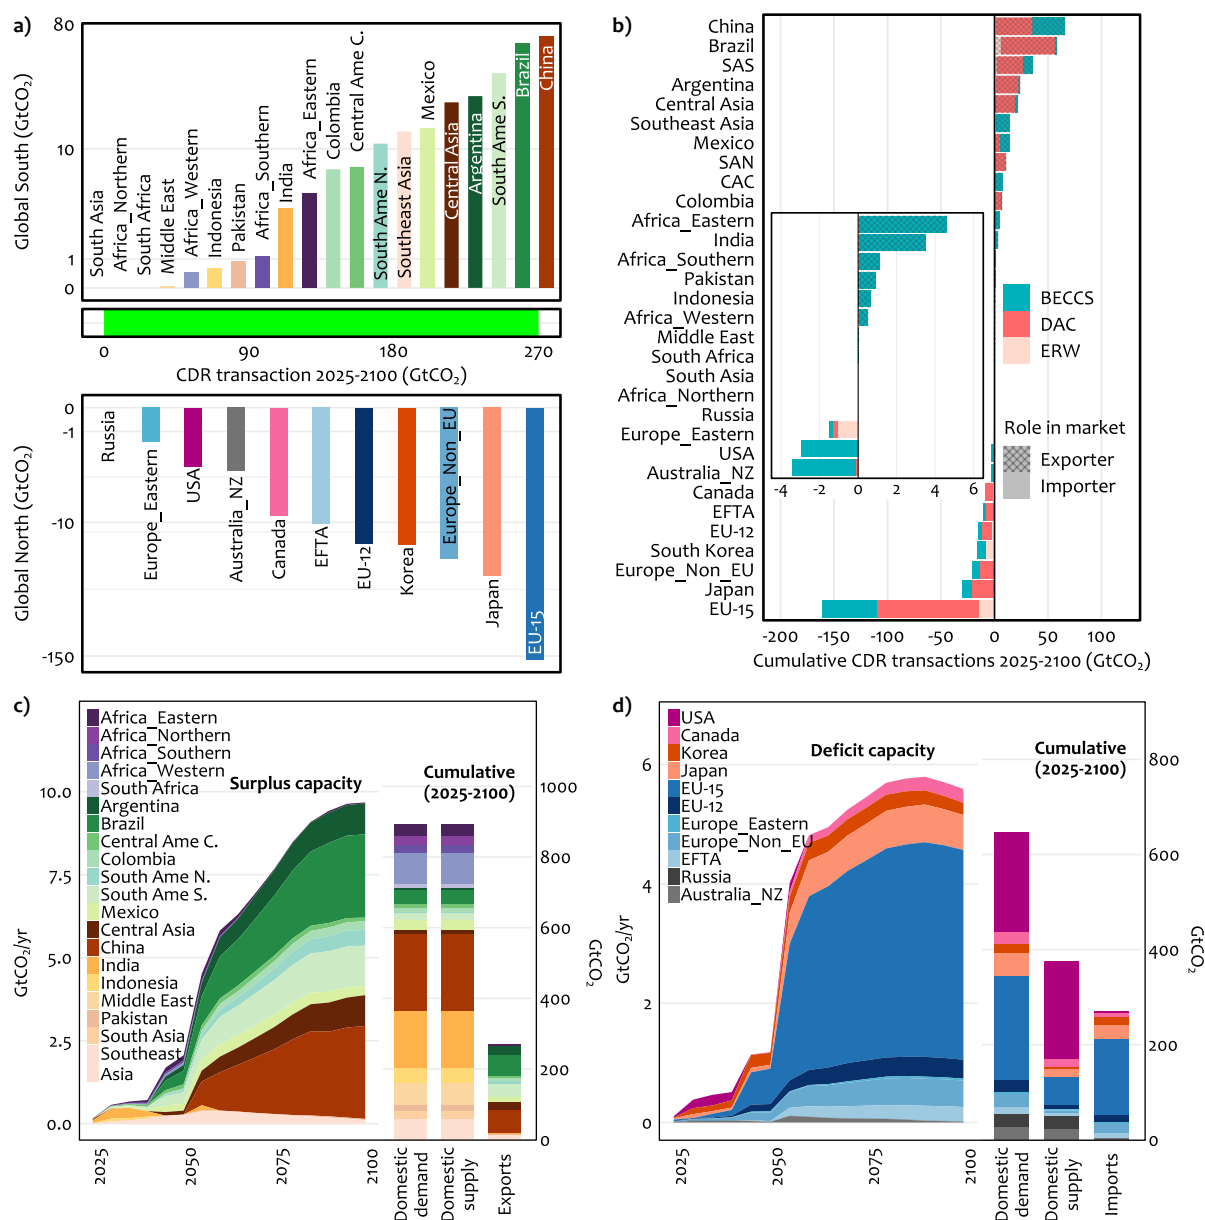 a)
Global South (GtCO₂)
80
10
1
0
South Asia
Africa_Northern
South Africa
Middle East
Africa_Western
Indonesia
Pakistan
Africa_Southern
India
Africa_Eastern
Colombia
Central Ame C.
South Ame N.
Southeast Asia
Mexico
Central Asia
Argentina
South Ame S.
Brazil
China
0 90 180 270
CDR transaction 2025-2100 (GtCO₂)
Global North (GtCO₂)
0
-1
-10
-150
Russia
Europe_Eastern
USA
Australia_NZ
Canada
EFTA
EU-12
Korea
Europe_Non_EU
Japan
EU-15
b)
China
Brazil
SAS
Argentina
Central Asia
Southeast Asia
Mexico
SAN
CAC
Colombia
Africa_Eastern
India
Africa_Southern
Pakistan
Indonesia
Africa_Western
Middle East
South Africa
South Asia
Africa_Northern
Russia
Europe_Eastern
USA
Australia_NZ
Canada
EFTA
EU-12
South Korea
Europe_Non_EU
Japan
EU-15
-4 -2 0 2 4 6
BECCS
DAC
ERW
Role in market
Exporter
Importer
-200 -150 -100 -50 0 50 100
Cumulative CDR transactions 2025-2100 (GtCO₂)
c)
Africa_Eastern
Africa_Northern
Africa_Southern
Africa_Western
South Africa
Argentina
Brazil
Central Ame C.
Colombia
South Ame N.
South Ame S.
Mexico
Central Asia
China
India
Indonesia
Middle East
Pakistan
South Asia
Southeast
Asia
Surplus capacity
Cumulative
(2025-2100)
GtCO₂/yr
10.0
7.5
5.0
2.5
0.0
1000
800
600
400
200
0
GtCO₂
2025
2050
2075
2100
Domestic
demand
Domestic
supply
Exports
d)
USA
Canada
Korea
Japan
EU-15
EU-12
Europe_Eastern
Europe_Non_EU
EFTA
Russia
Australia_NZ
Deficit capacity
Cumulative
(2025-2100)
GtCO₂/yr
6
4
2
0
800
600
400
200
0
GtCO₂
2025
2050
2075
2100
Domestic
demand
Domestic
supply
Imports